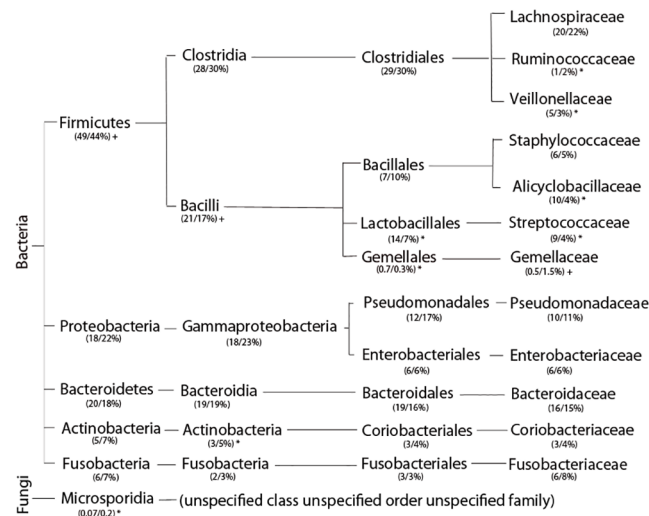 Lachnospiraceae
(20/22%)
Clostridia Clostridiales Ruminococcaceae
(28/30%) (29/30%) (1/2%) *
Veillonellaceae
(5/3%) *
Firmicutes
(49/44%) +
Staphylococcaceae
(6/5%)
Bacillales
(7/10%)
Alicyclobacillaceae
(10/4%) *
Bacilli
(21/17%) +
Lactobacillales Streptococcaceae
(14/7%) * (9/4%) *
Gemellales Gemellaceae
(0.7/0.3%) * (0.5/1.5%) +
Bacteria
Pseudomonadales Pseudomonadaceae
(12/17%) (10/11%)
Proteobacteria Gammaproteobacteria
(18/22%) (18/23%)
Enterobacteriales Enterobacteriaceae
(6/6%) (6/6%)
Bacteroidetes Bacteroidia Bacteroidales Bacteroidaceae
(20/18%) (19/19%) (19/16%) (16/15%)
Actinobacteria Actinobacteria Coriobacteriales Coriobacteriaceae
(5/7%) (3/5%) * (3/4%) (3/4%)
Fusobacteria Fusobacteria Fusobacteriales Fusobacteriaceae
(6/7%) (2/3%) (3/3%) (6/8%)
Fungi
Microsporidia (unspecified class unspecified order unspecified family)
(0.07/0.2) *